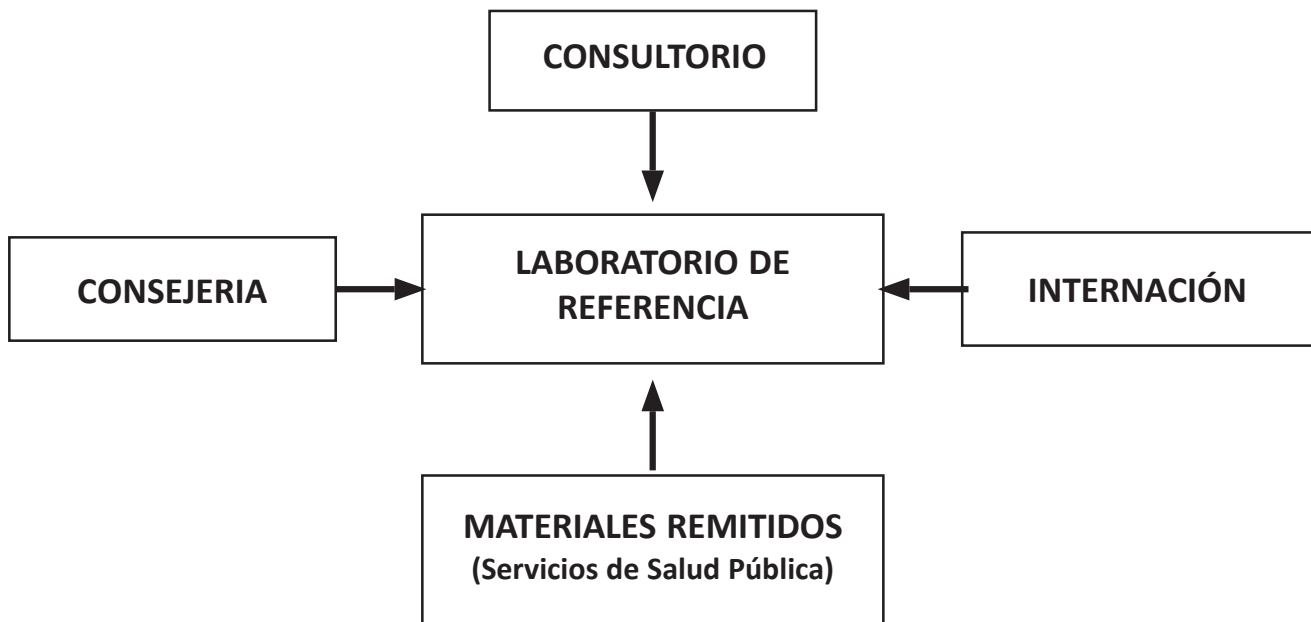 CONSULTORIO
CONSEJERIA
LABORATORIO DE
REFERENCIA
INTERNACIÓN
MATERIALES REMITIDOS
(Servicios de Salud Pública)